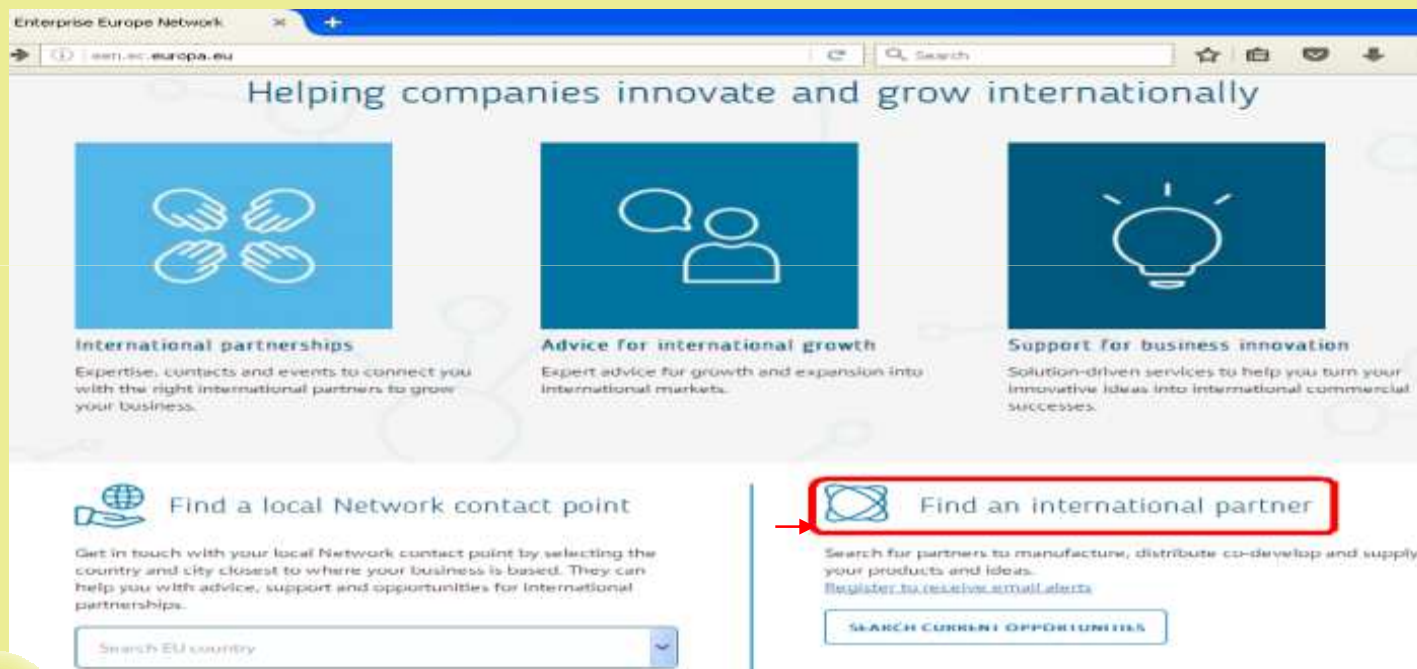 Enterprise Europe Network
een.ec.europa.eu
Search
Helping companies innovate and grow internationally
International partnerships
Expertise, contacts and events to connect you
with the right international partners to grow
your business.
Advice for international growth
Expert advice for growth and expansion into
international markets.
Support for business innovation
Solution-driven services to help you turn your
innovative ideas into international commercial
successes.
Find a local Network contact point
Get in touch with your local Network contact point by selecting the
country and city closest to where your business is based. They can
help you with advice, support and opportunities for international
partnerships.
Search EU country
Find an international partner
Search for partners to manufacture, distribute co-develop and supply
your products and ideas.
Register to receive email alerts
SEARCH CURRENT OPPORTUNITIES